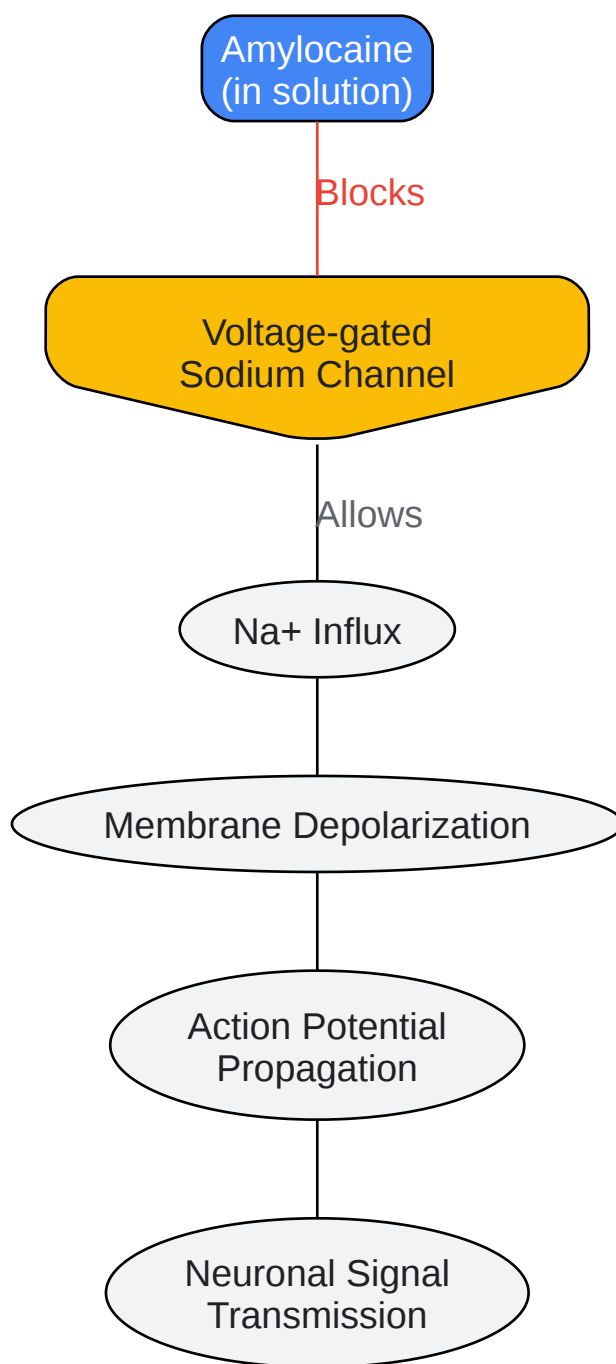 Amylocaine
(in solution)
Blocks
Voltage-gated
Sodium Channel
Allows
Na+ Influx
Membrane Depolarization
Action Potential
Propagation
Neuronal Signal
Transmission